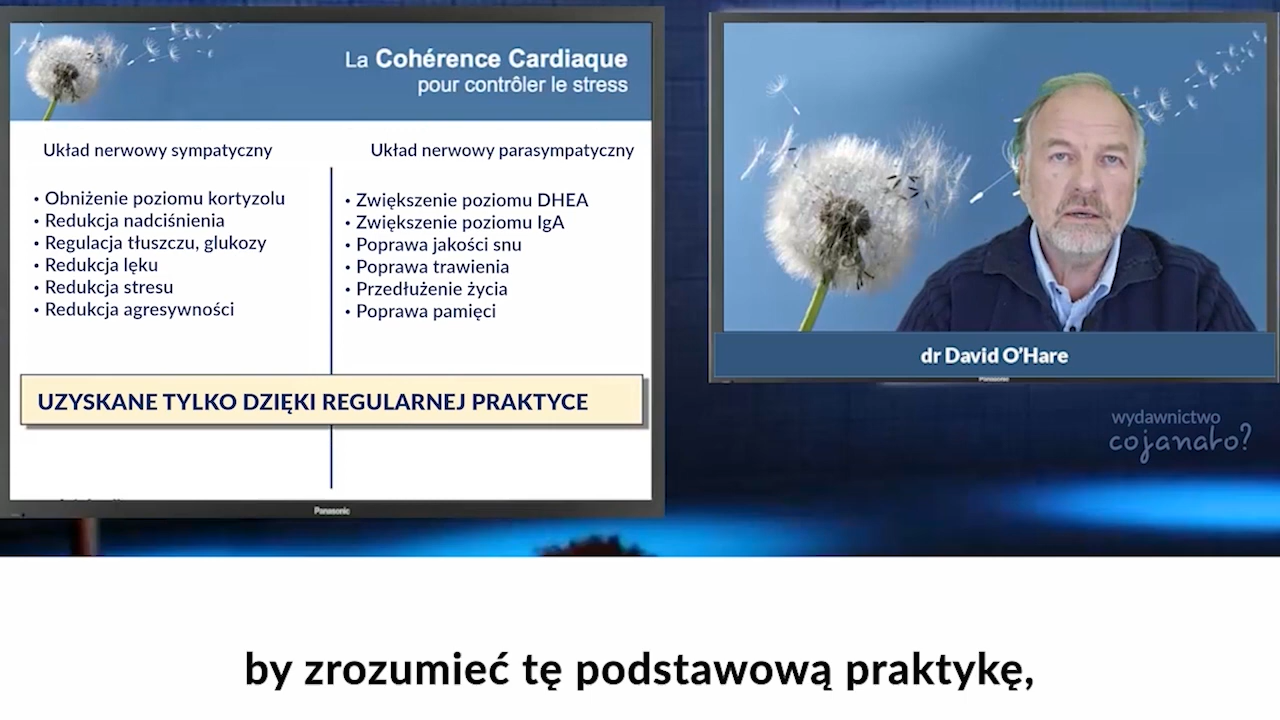 La Cohérence Cardiaque
pour contrôler le stress
Układ nerwowy sympatyczny
• Obniżenie poziomu kortyzolu
• Redukcja nadciśnienia
• Regulacja tłuszczu, glukozy
• Redukcja lęku
• Redukcja stresu
• Redukcja agresywności
Układ nerwowy parasympatyczny
• Zwiększenie poziomu DHEA
• Zwiększenie poziomu IgA
• Poprawa jakości snu
• Poprawa trawienia
• Przedłużenie życia
• Poprawa pamięci
UZYSKANE TYLKO DZIĘKI REGULARNEJ PRAKTYCE
Panasonic
dr David O'Hare
Panasonic
wydawnictwo
cojanato?
by zrozumieć tę podstawową praktykę,